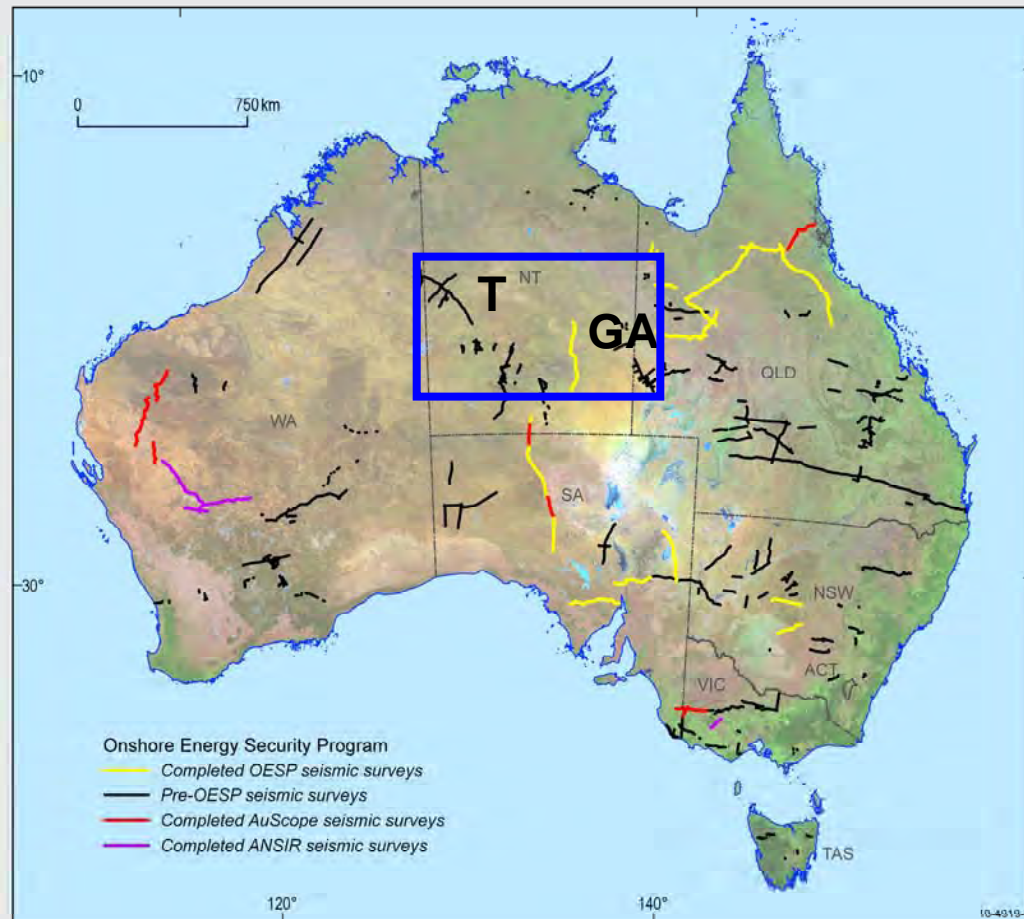 10°
0 750 km
NT
T
GA
QLD
WA
SA
30°
NSW
ACT
VIC
Onshore Energy Security Program
Completed OESP seismic surveys
Pre-OESP seismic surveys
Completed AuScope seismic surveys
Completed ANSIR seismic surveys
TAS
120°
140°